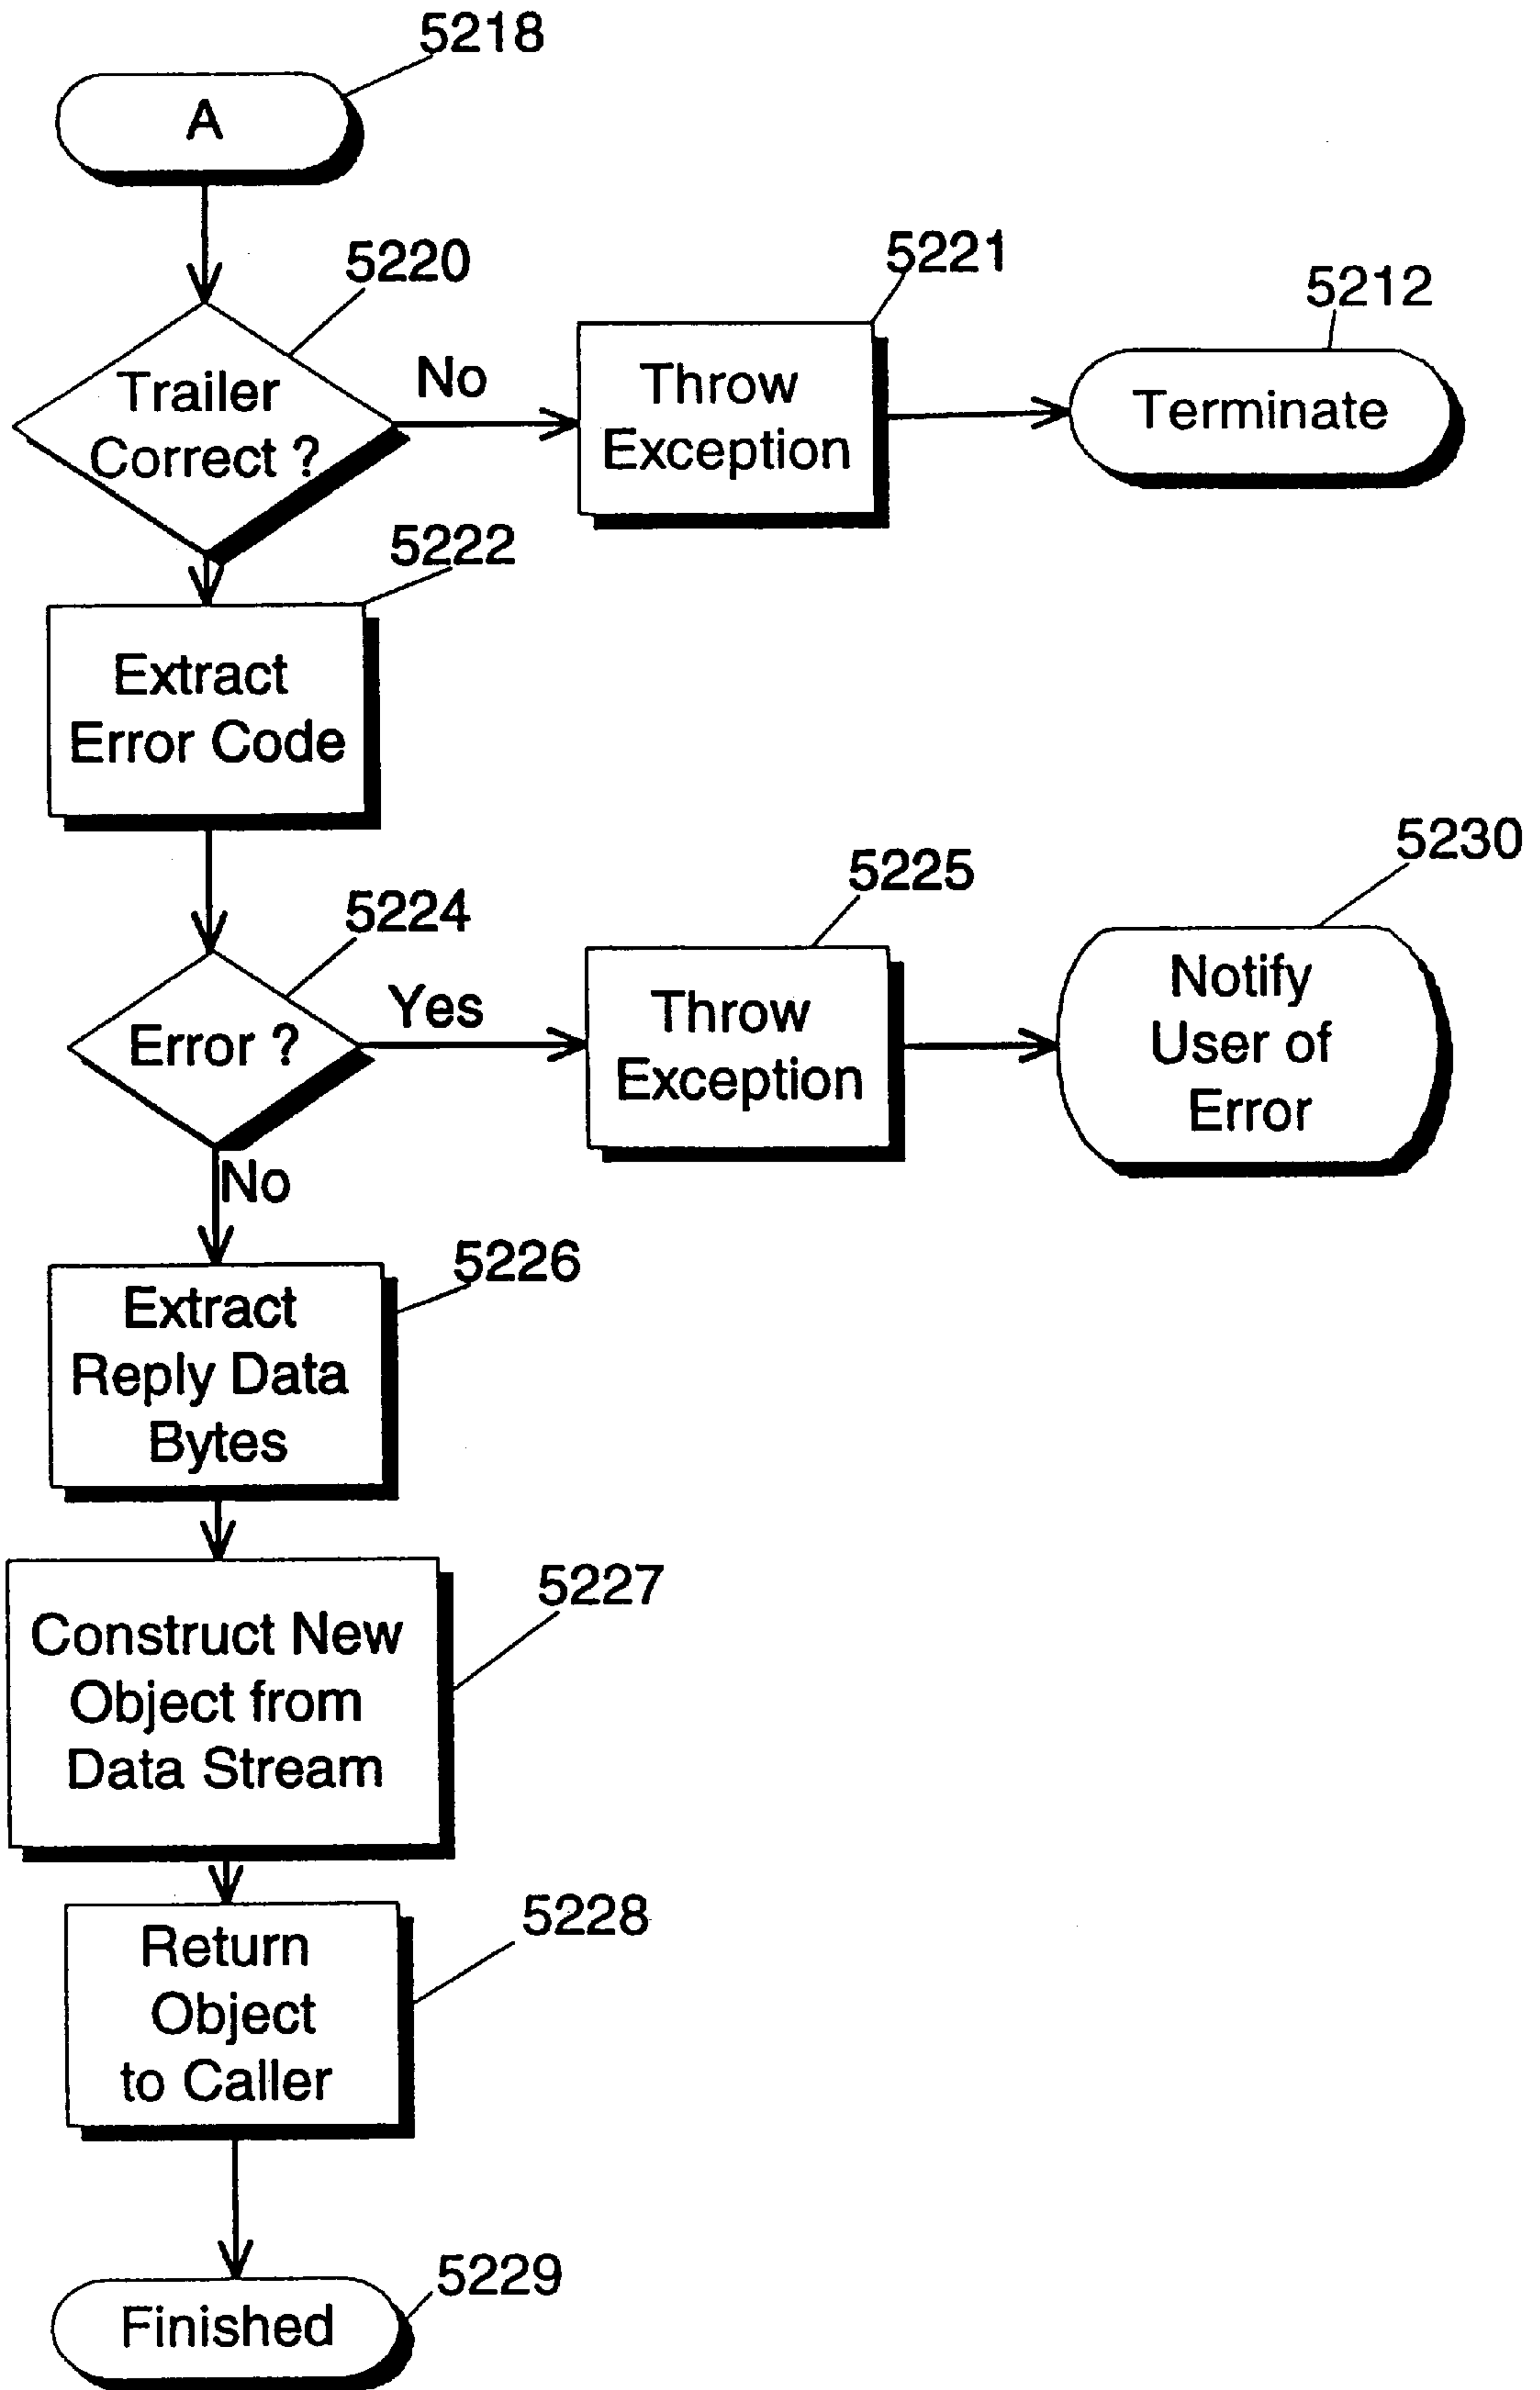 5218
A
5220
5221
5212
Trailer
Correct ?
No
Throw
Exception
Terminate
5222
Extract
Error Code
5224
5225
5230
Error ?
Yes
Throw
Exception
Notify
User of
Error
No
5226
Extract
Reply Data
Bytes
5227
Construct New
Object from
Data Stream
5228
Return
Object
to Caller
5229
Finished